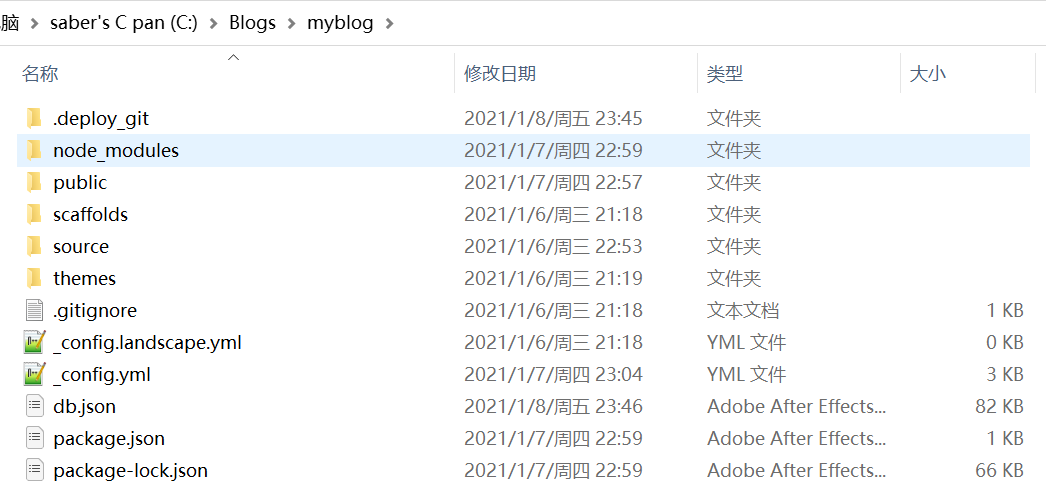 脑 > saber's C pan (C:) > Blogs > myblog >
名称 修改日期 类型 大小
.deploy_git 2021/1/8/周五 23:45 文件夹
node_modules 2021/1/7/周四 22:59 文件夹
public 2021/1/7/周四 22:57 文件夹
scaffolds 2021/1/6/周三 21:18 文件夹
source 2021/1/6/周三 22:53 文件夹
themes 2021/1/6/周三 21:19 文件夹
.gitignore 2021/1/6/周三 21:18 文本文档 1 KB
_config.landscape.yml 2021/1/6/周三 21:18 YML 文件 0 KB
_config.yml 2021/1/7/周四 23:04 YML 文件 3 KB
db.json 2021/1/8/周五 23:46 Adobe After Effects... 82 KB
package.json 2021/1/7/周四 22:59 Adobe After Effects... 1 KB
package-lock.json 2021/1/7/周四 22:59 Adobe After Effects... 66 KB